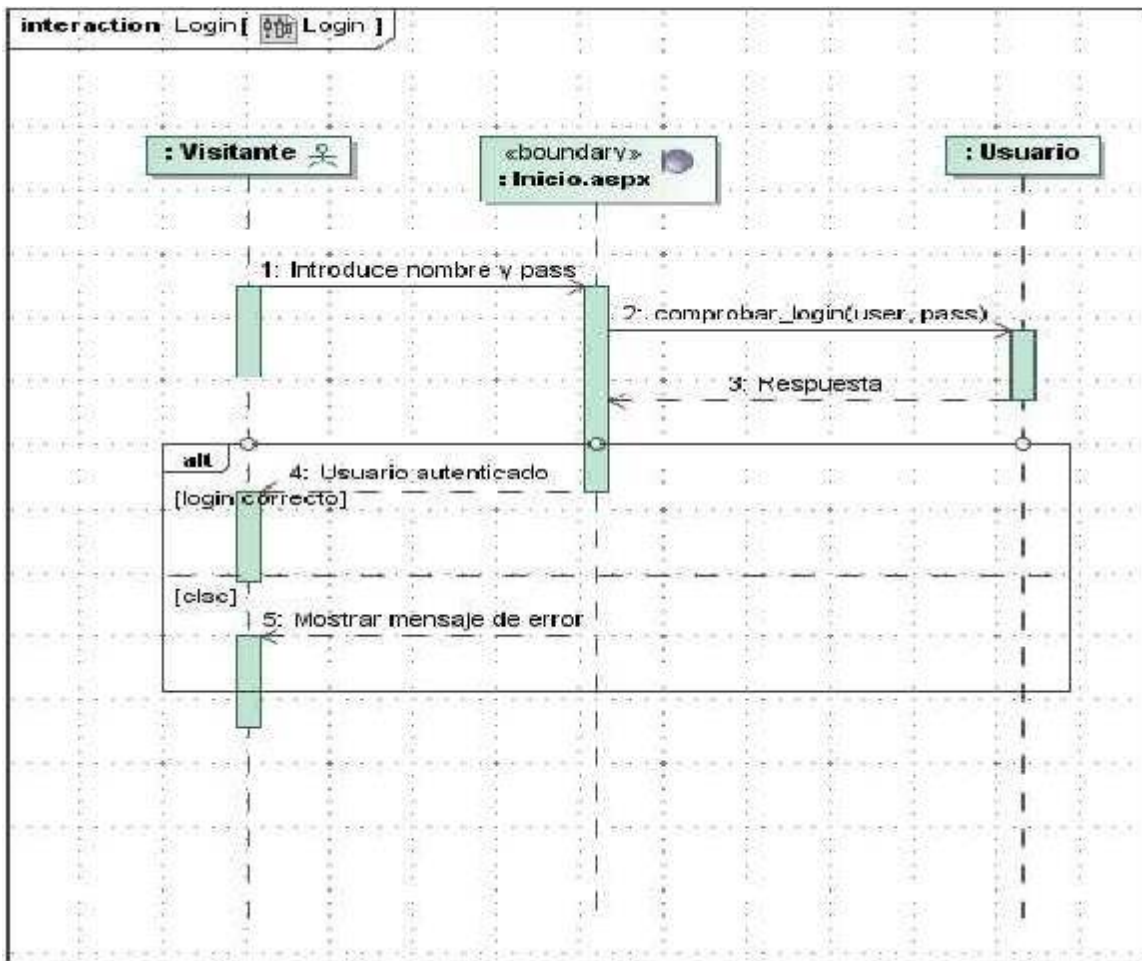 interaction Login[ Login ]
: Visitante
«boundary»
: Inicio.aspx
: Usuario
1: Introduce nombre y pass
2: comprobar_login(user, pass)
3: Respuesta
alt
4: Usuario autenticado
[login correcto]
[else]
5: Mostrar mensaje de error